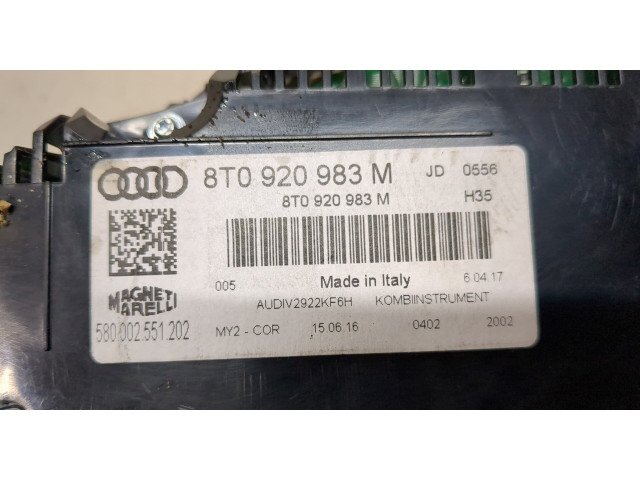 8T0 920 983 M JD 0556
8T0 920 983 M H35
005 Made in Italy 6.04.17
MAGNETI MARELLI
AUDIV2922KF6H KOMBIINSTRUMENT
580.002.551.202 MY2 - COR 15.06.16 0402 2002